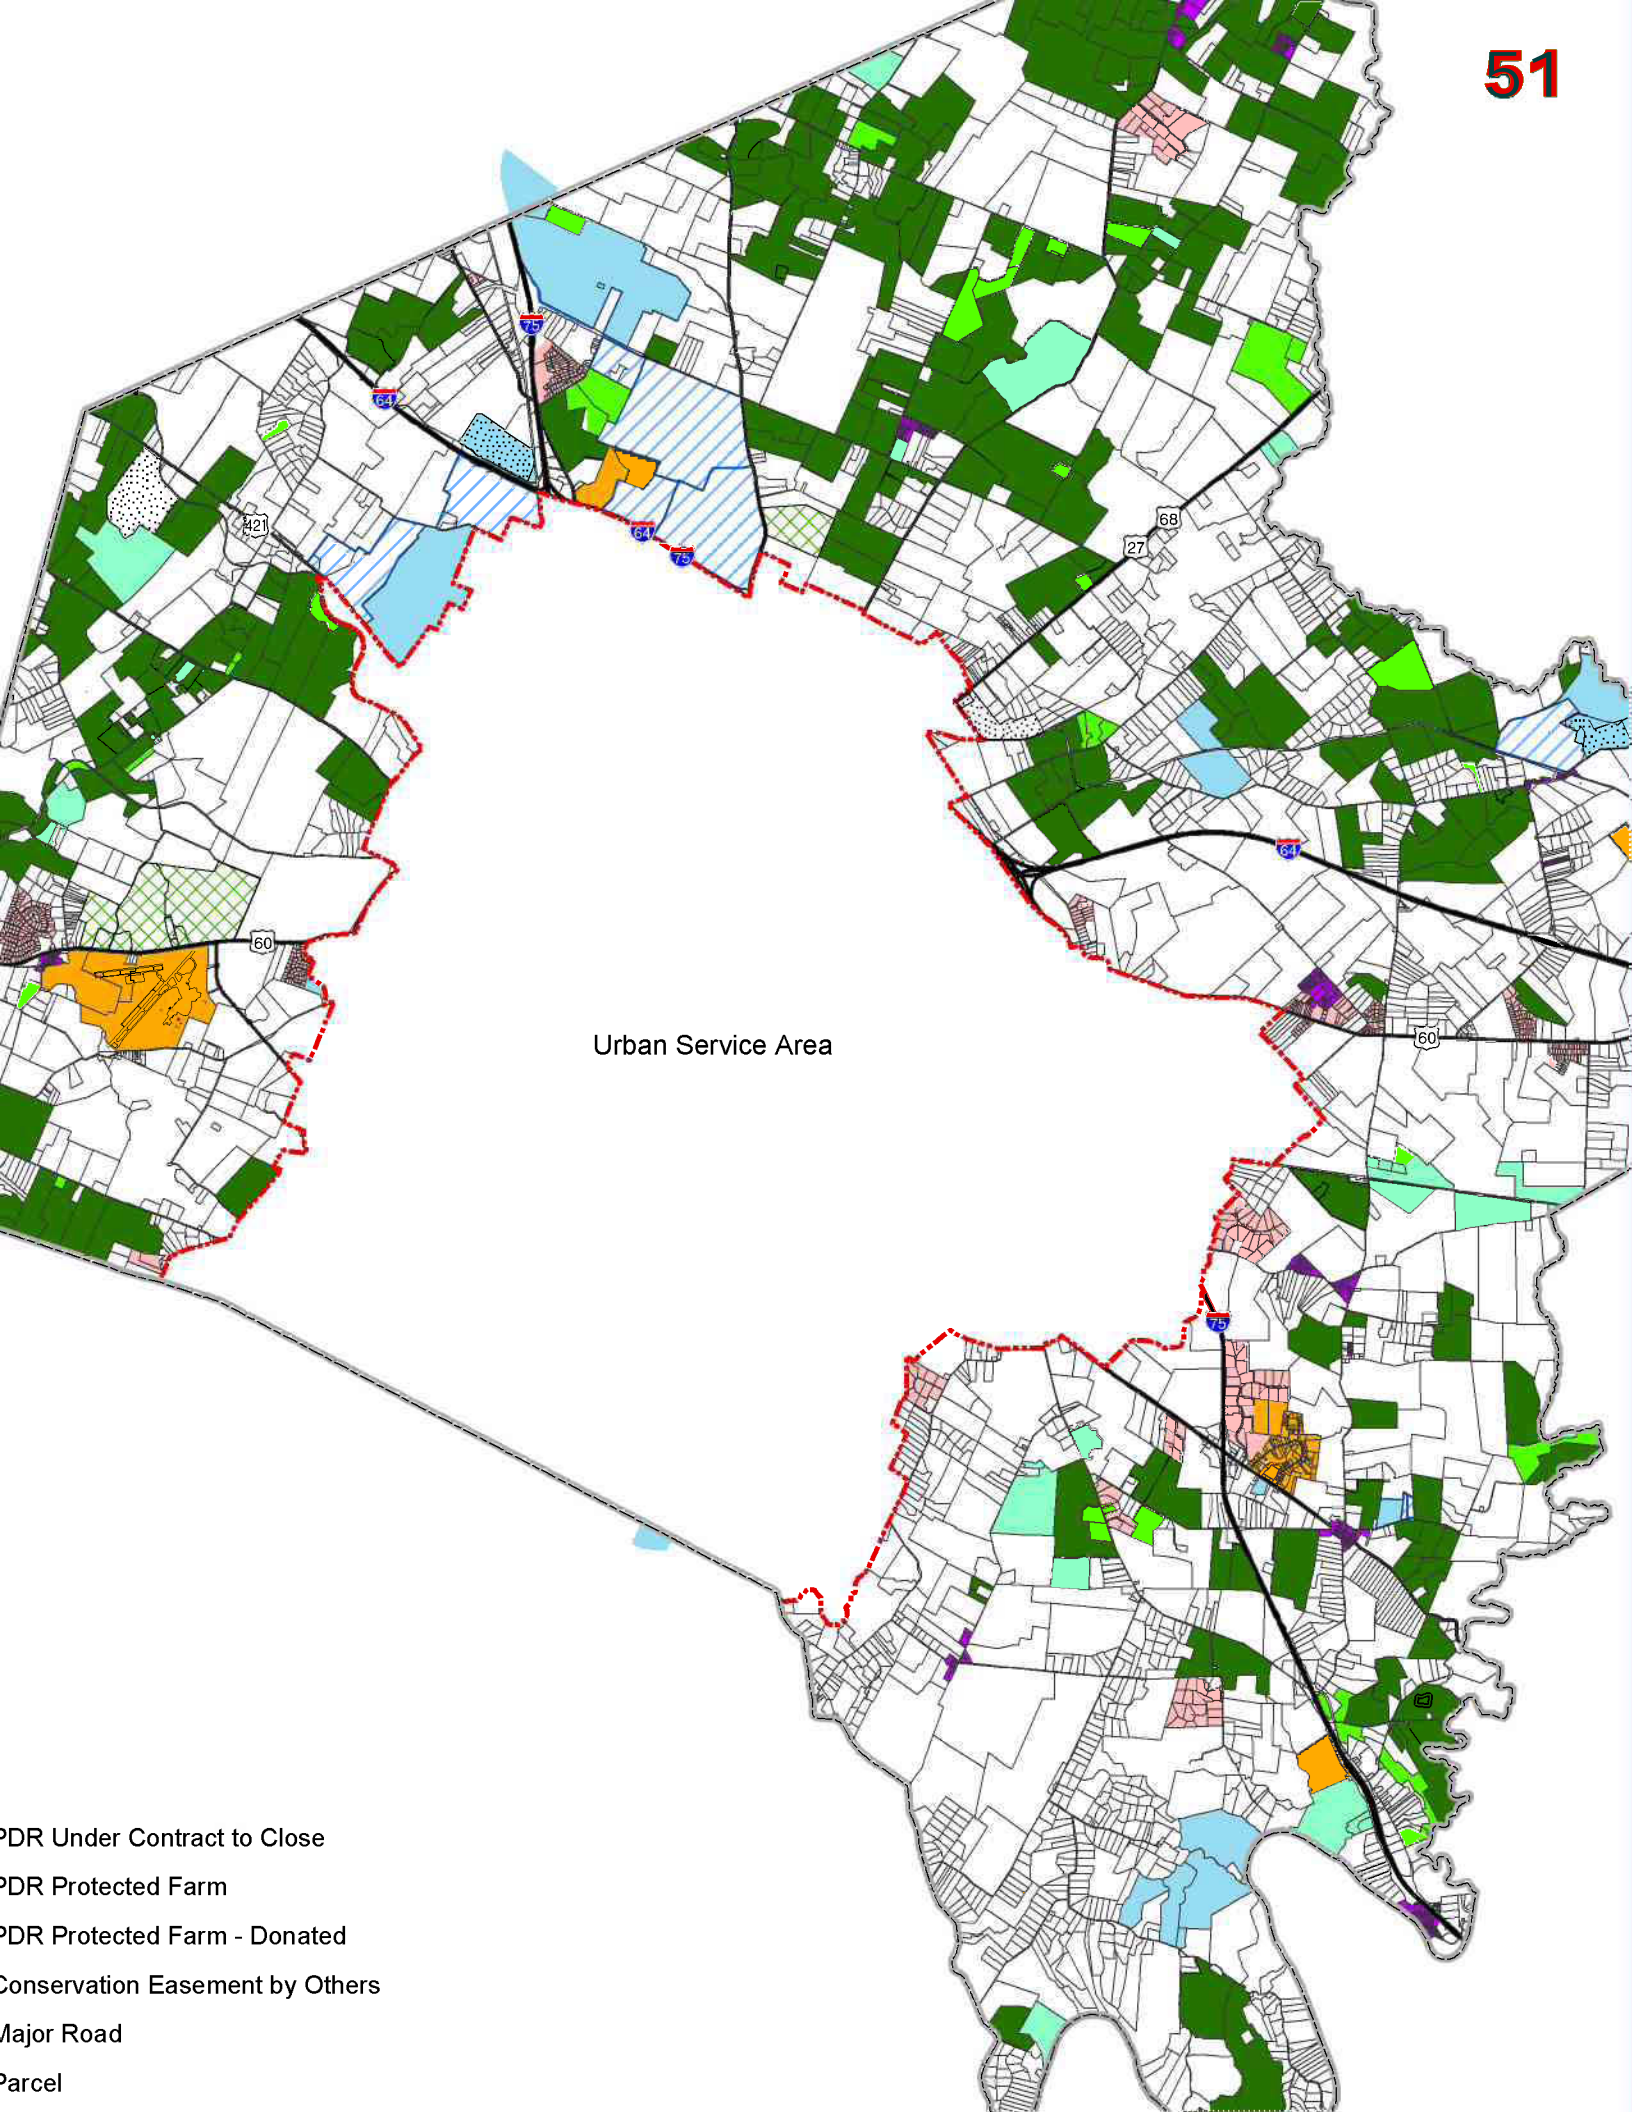 51
75
64
421
64
75
68
27
64
60
60
Urban Service Area
75
PDR Under Contract to Close
PDR Protected Farm
PDR Protected Farm - Donated
Conservation Easement by Others
Major Road
Parcel